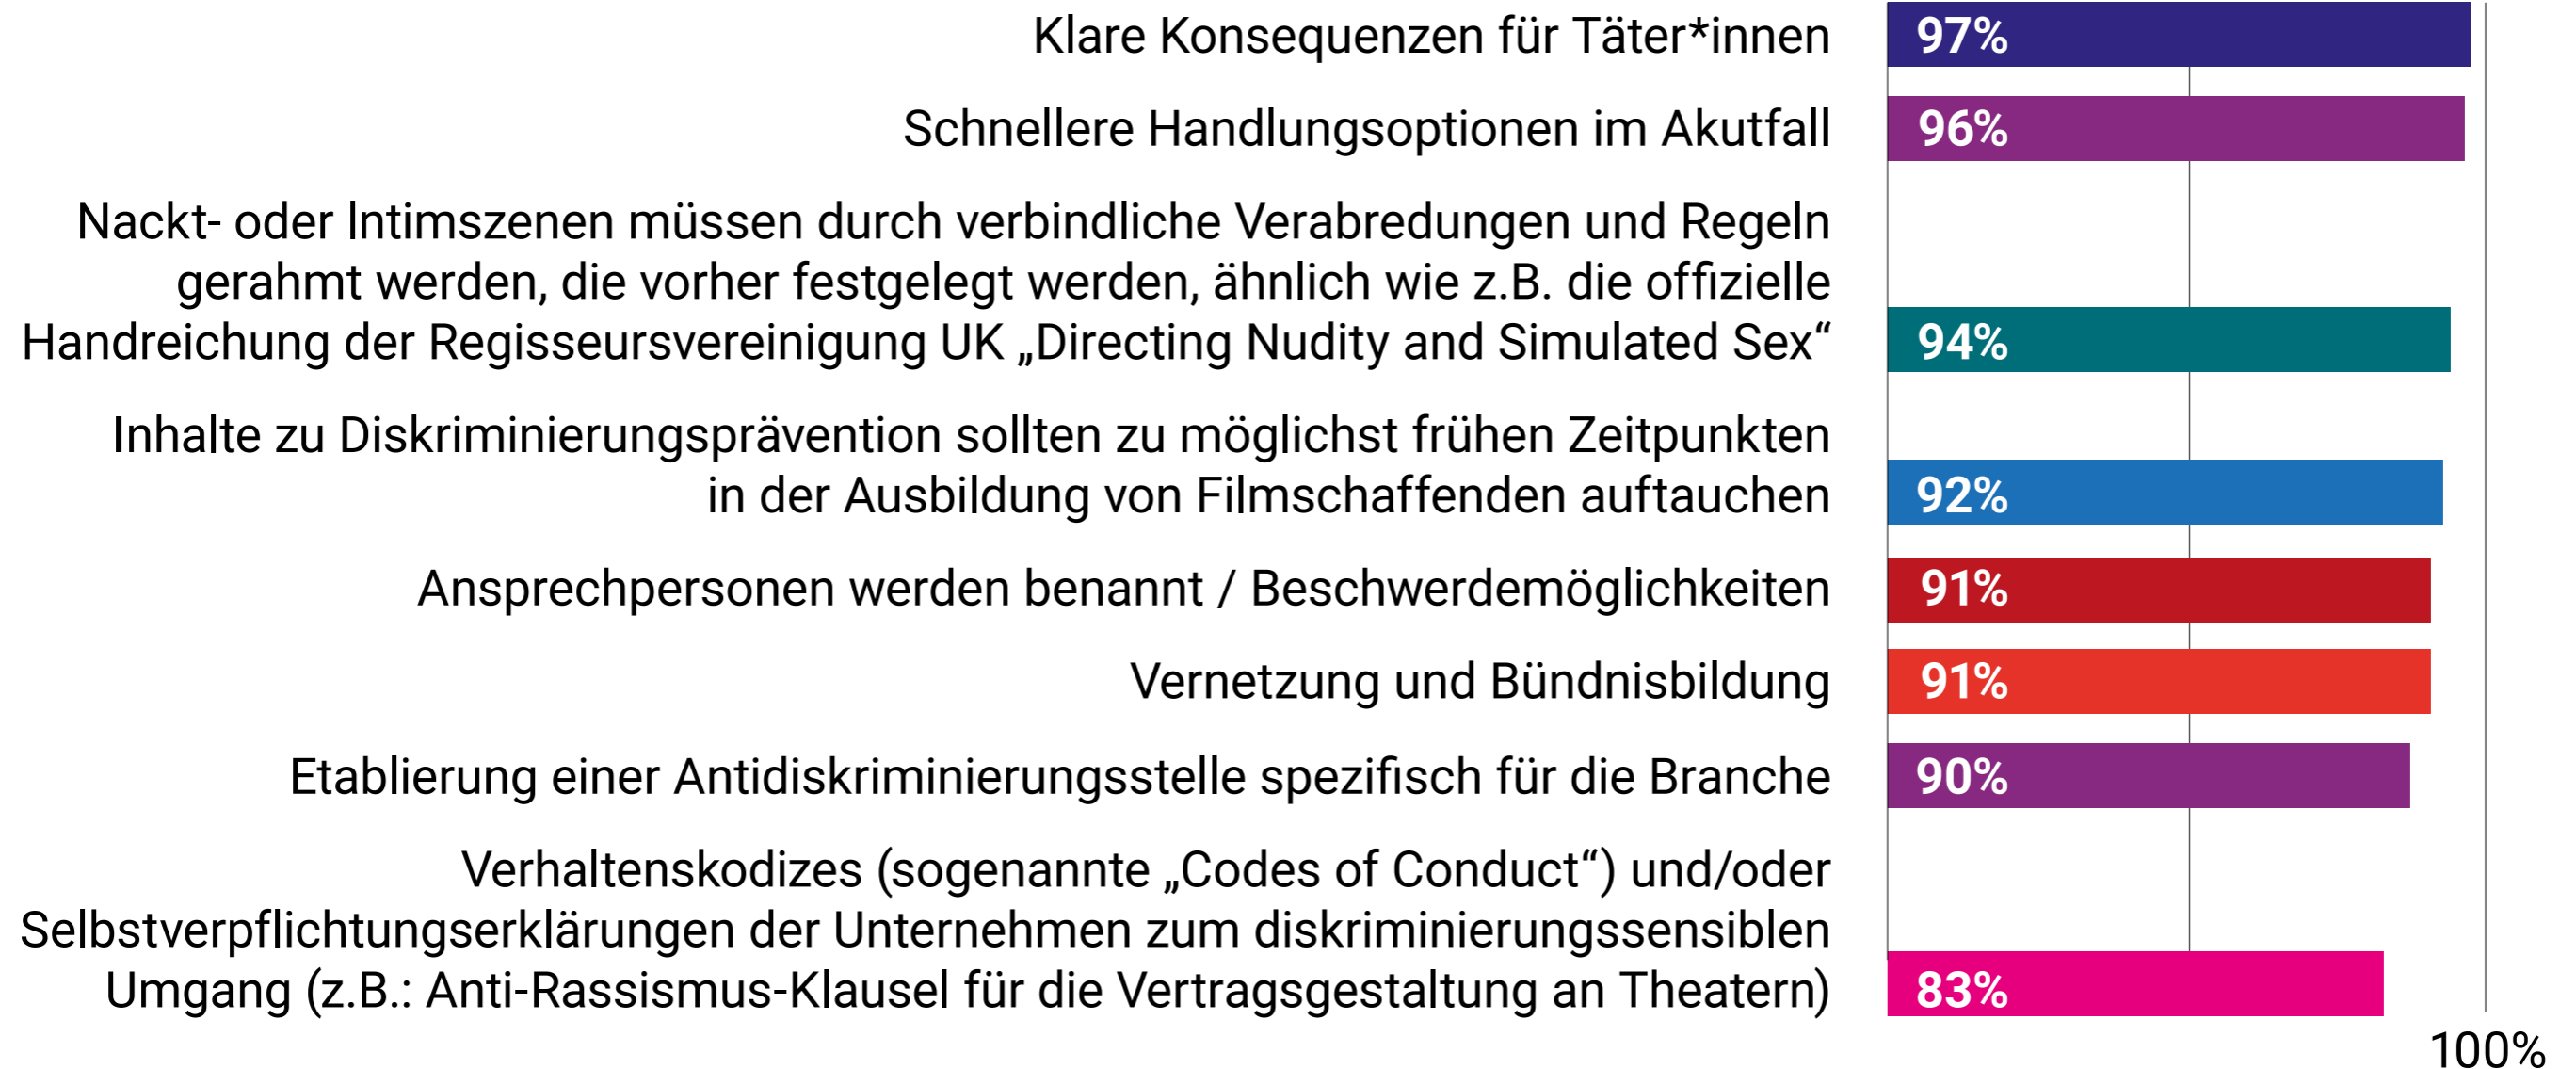 Klare Konsequenzen für Täter*innen 97%
Schnellere Handlungsoptionen im Akutfall 96%
Nackt- oder Intimszenen müssen durch verbindliche Verabredungen und Regeln
gerahmt werden, die vorher festgelegt werden, ähnlich wie z.B. die offizielle
Handreichung der Regisseursvereinigung UK „Directing Nudity and Simulated Sex“ 94%
Inhalte zu Diskriminierungsprävention sollten zu möglichst frühen Zeitpunkten
in der Ausbildung von Filmschaffenden auftauchen 92%
Ansprechpersonen werden benannt / Beschwerdemöglichkeiten 91%
Vernetzung und Bündnisbildung 91%
Etablierung einer Antidiskriminierungsstelle spezifisch für die Branche 90%
Verhaltenskodizes (sogenannte „Codes of Conduct“) und/oder
Selbstverpflichtungserklärungen der Unternehmen zum diskriminierungssensiblen
Umgang (z.B.: Anti-Rassismus-Klausel für die Vertragsgestaltung an Theatern) 83%
100%